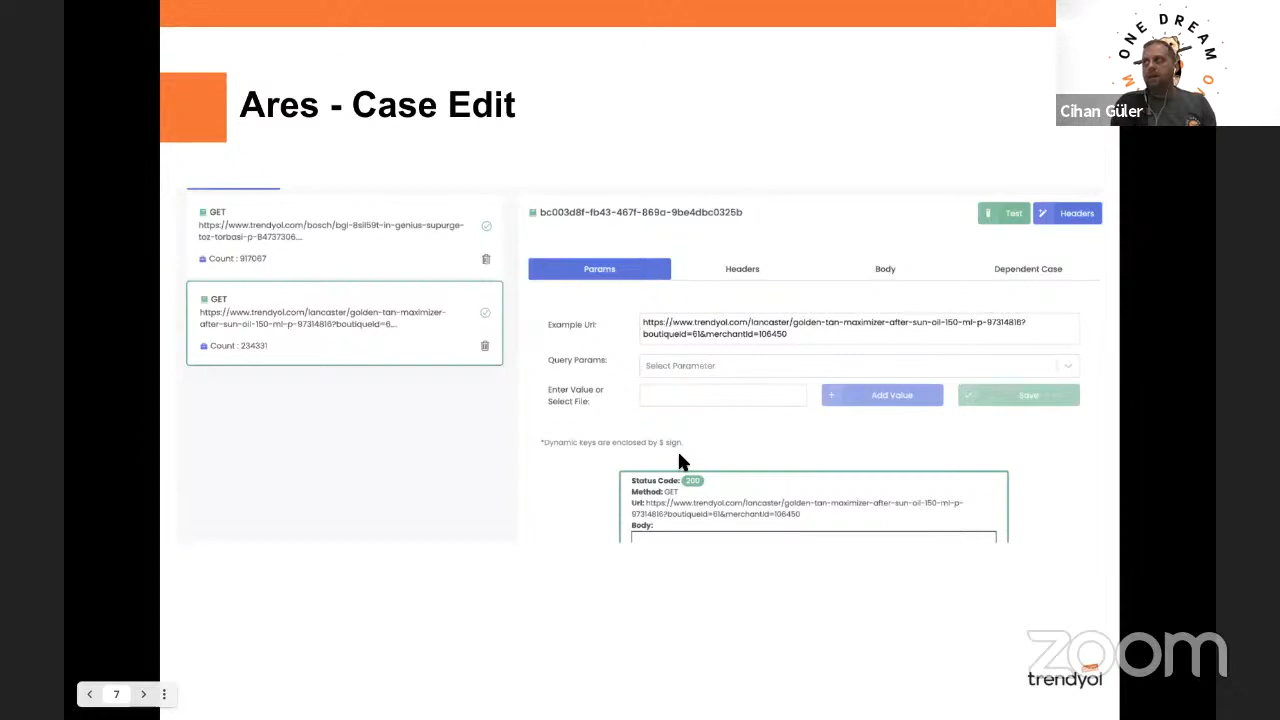 Ares - Case Edit
ONE DREAM
Cihan Güler
GET
https://www.trendyol.com/bosch/bgl-8sil59t-in-genius-supurge-
toz-torbasi-p-B4737306....
Count : 917067
GET
https://www.trendyol.com/lancaster/golden-tan-maximizer-
after-sun-oil-150-ml-p-97314816?boutiqueId=6,...
Count : 234331
bc003d8f-fb43-467f-869a-9be4dbc0325b
Test
Headers
Params
Headers
Body
Dependent Case
Example Url:
https://www.trendyol.com/lancaster/golden-tan-maximizer-after-sun-oil-150-ml-p-97314816?
boutiqueId=61&merchantId=106450
Query Params:
Select Parameter
Enter Value or
Select File:
Add Value
Save
*Dynamic keys are enclosed by $ sign.
Status Code: 200
Method: GET
Url: https://www.trendyol.com/lancaster/golden-tan-maximizer-after-sun-oil-150-ml-p-
97314816?boutiqueId=61&merchantId=106450
Body:
zoom
trendyol
7